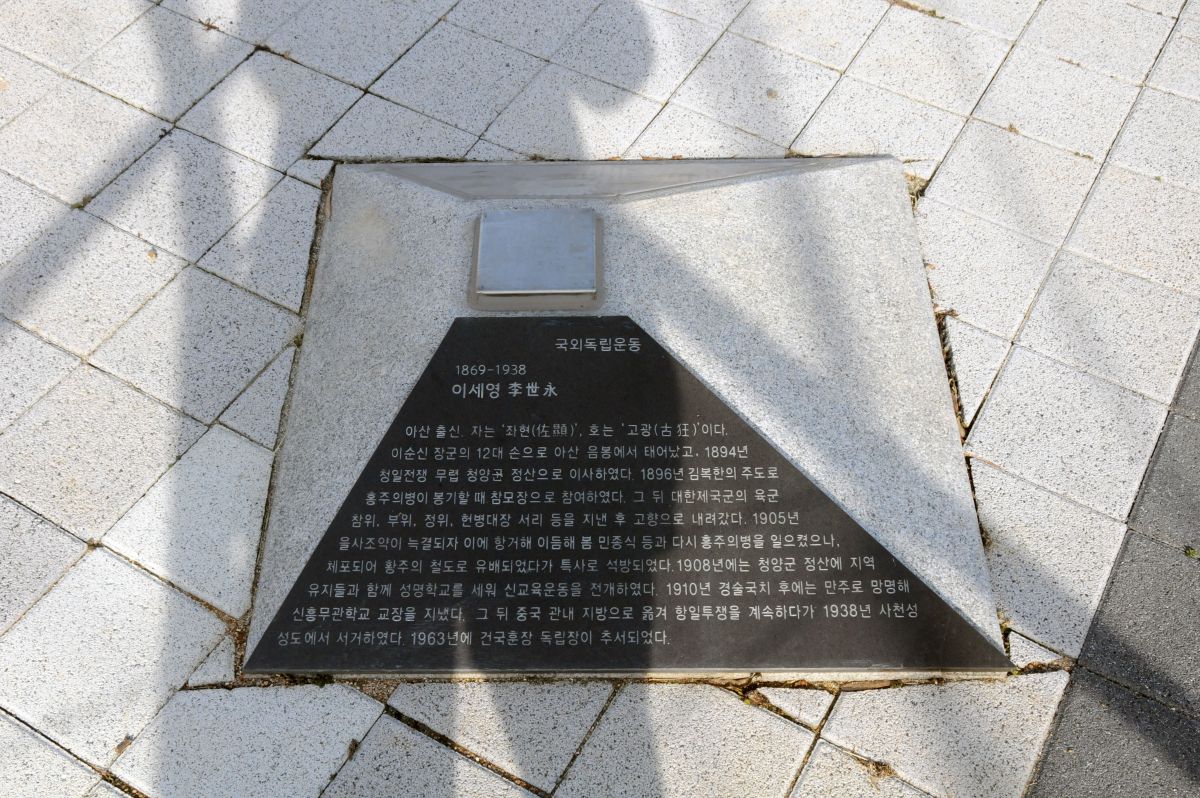 국외독립운동
1869-1938
이세영 李世永
아산 출신. 자는 '좌현(佐顯)', 호는 '고광(古狂)'이다.
이순신 장군의 12대 손으로 아산 음봉에서 태어났고, 1894년
청일전쟁 무렵 청양군 정산으로 이사하였다. 1896년 김복한의 주도로
홍주의병이 봉기할 때 참모장으로 참여하였다. 그 뒤 대한제국군의 육군
참위, 부위, 정위, 헌병대장 서리 등을 지낸 후 고향으로 내려갔다. 1905년
을사조약이 늑결되자 이에 항거해 이듬해 봄 민종식 등과 다시 홍주의병을 일으켰으나,
체포되어 황주의 철도로 유배되었다가 특사로 석방되었다.1908년에는 청양군 정산에 지역
유지들과 함께 성명학교를 세워 신교육운동을 전개하였다. 1910년 경술국치 후에는 만주로 망명해
신흥무관학교 교장을 지냈다. 그 뒤 중국 관내 지방으로 옮겨 항일투쟁을 계속하다가 1938년 사천성
성도에서 서거하였다. 1963년에 건국훈장 독립장이 추서되었다.